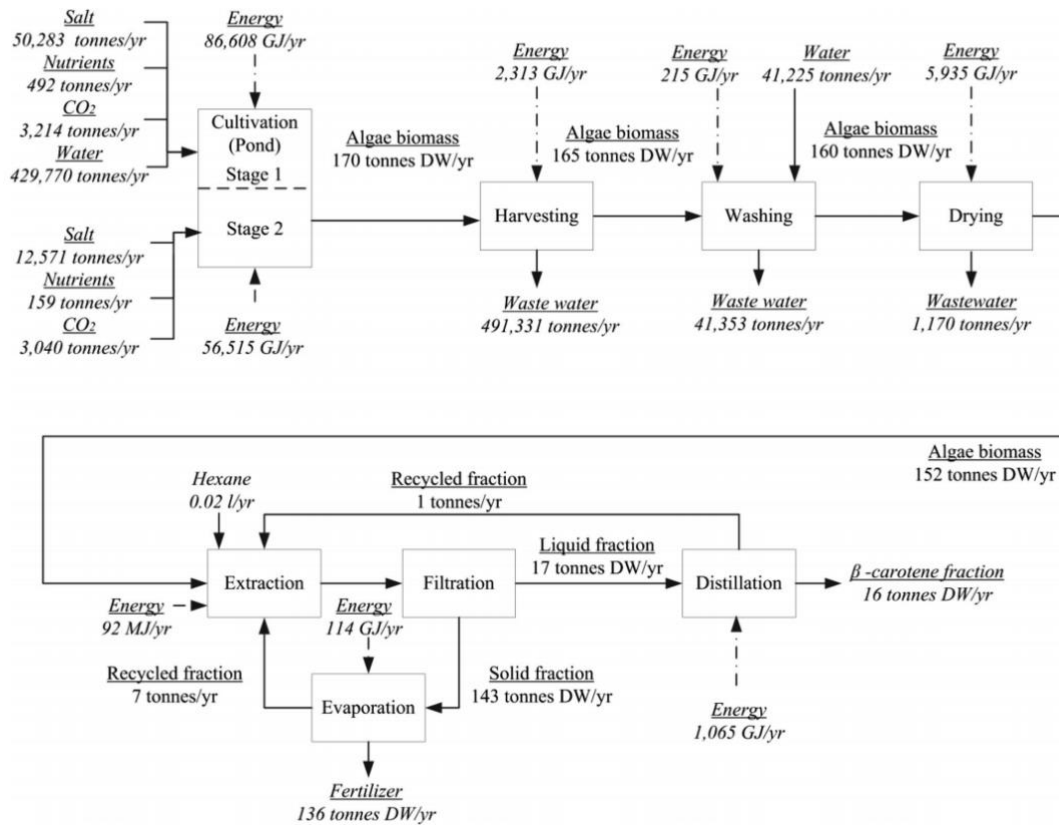 Salt
50,283 tonnes/yr
Nutrients
492 tonnes/yr
CO₂
3,214 tonnes/yr
Water
429,770 tonnes/yr
Energy
86,608 GJ/yr
Cultivation
(Pond)
Stage 1
Stage 2
Salt
12,571 tonnes/yr
Nutrients
159 tonnes/yr
CO₂
3,040 tonnes/yr
Energy
56,515 GJ/yr
Algae biomass
170 tonnes DW/yr
Energy
2,313 GJ/yr
Harvesting
Waste water
491,331 tonnes/yr
Algae biomass
165 tonnes DW/yr
Energy
215 GJ/yr
Water
41,225 tonnes/yr
Washing
Waste water
41,353 tonnes/yr
Algae biomass
160 tonnes DW/yr
Energy
5,935 GJ/yr
Drying
Wastewater
1,170 tonnes/yr
Algae biomass
152 tonnes DW/yr
Hexane
0.02 l/yr
Recycled fraction
1 tonnes/yr
Extraction
Energy
92 MJ/yr
Filtration
Liquid fraction
17 tonnes DW/yr
Distillation
β -carotene fraction
16 tonnes DW/yr
Energy
114 GJ/yr
Recycled fraction
7 tonnes/yr
Evaporation
Solid fraction
143 tonnes DW/yr
Energy
1,065 GJ/yr
Fertilizer
136 tonnes DW/yr